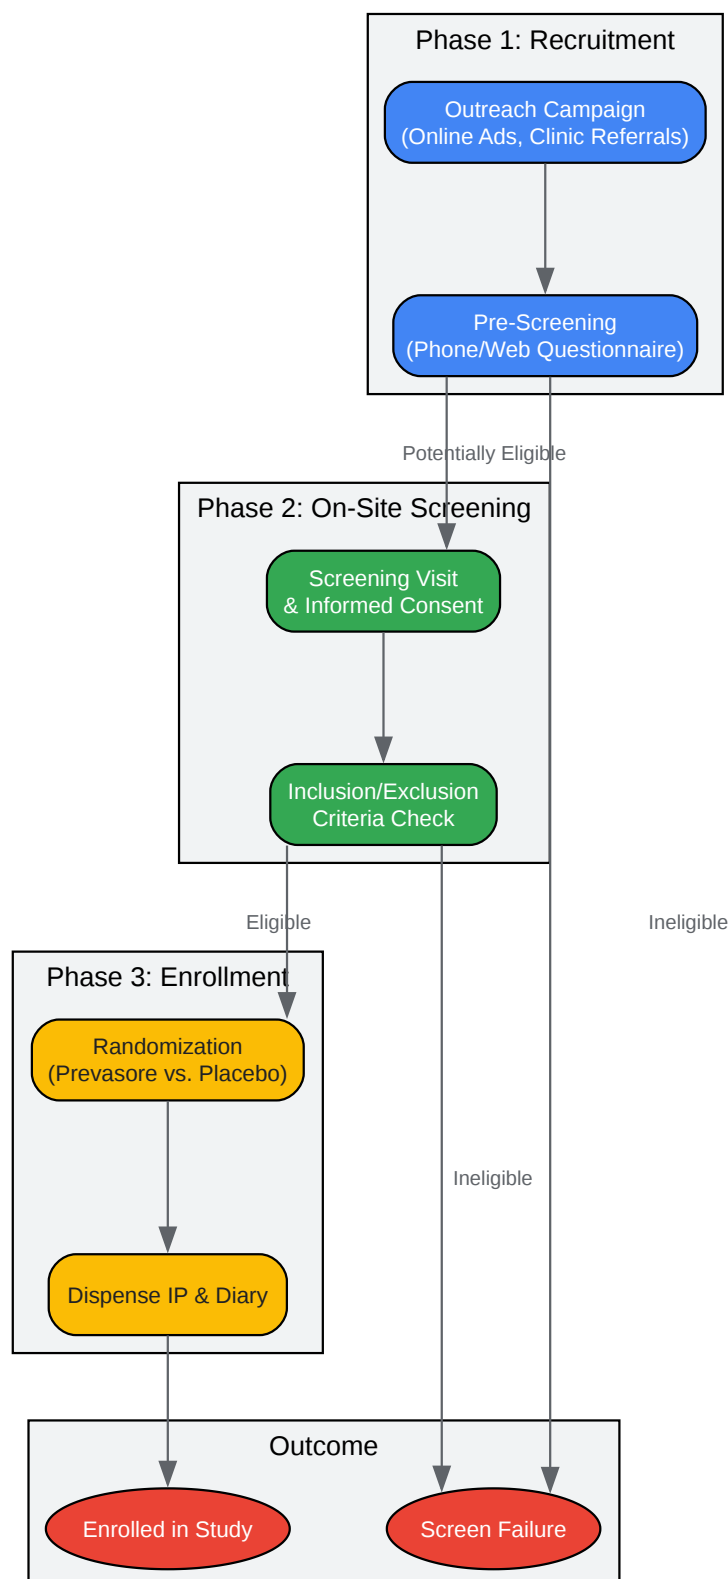 Phase 1: Recruitment
Outreach Campaign
(Online Ads, Clinic Referrals)
Pre-Screening
(Phone/Web Questionnaire)
Potentially Eligible
Phase 2: On-Site Screening
Screening Visit
& Informed Consent
Inclusion/Exclusion
Criteria Check
Eligible
Ineligible
Phase 3: Enrollment
Randomization
(Prevasore vs. Placebo)
Ineligible
Dispense IP & Diary
Outcome
Enrolled in Study
Screen Failure